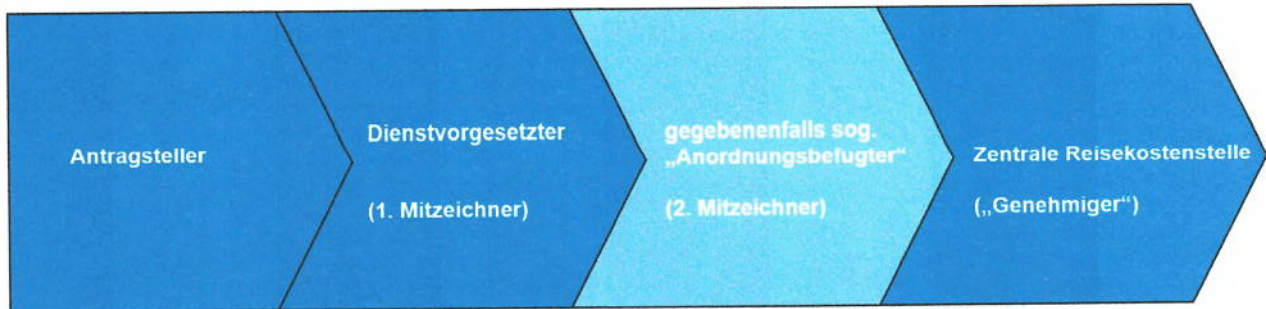 Antragsteller
Dienstvorgesetzter
(1. Mitzeichner)
gegebenenfalls sog.
„Anordnungsbefugter“
(2. Mitzeichner)
Zentrale Reisekostenstelle
(„Genehmiger“)